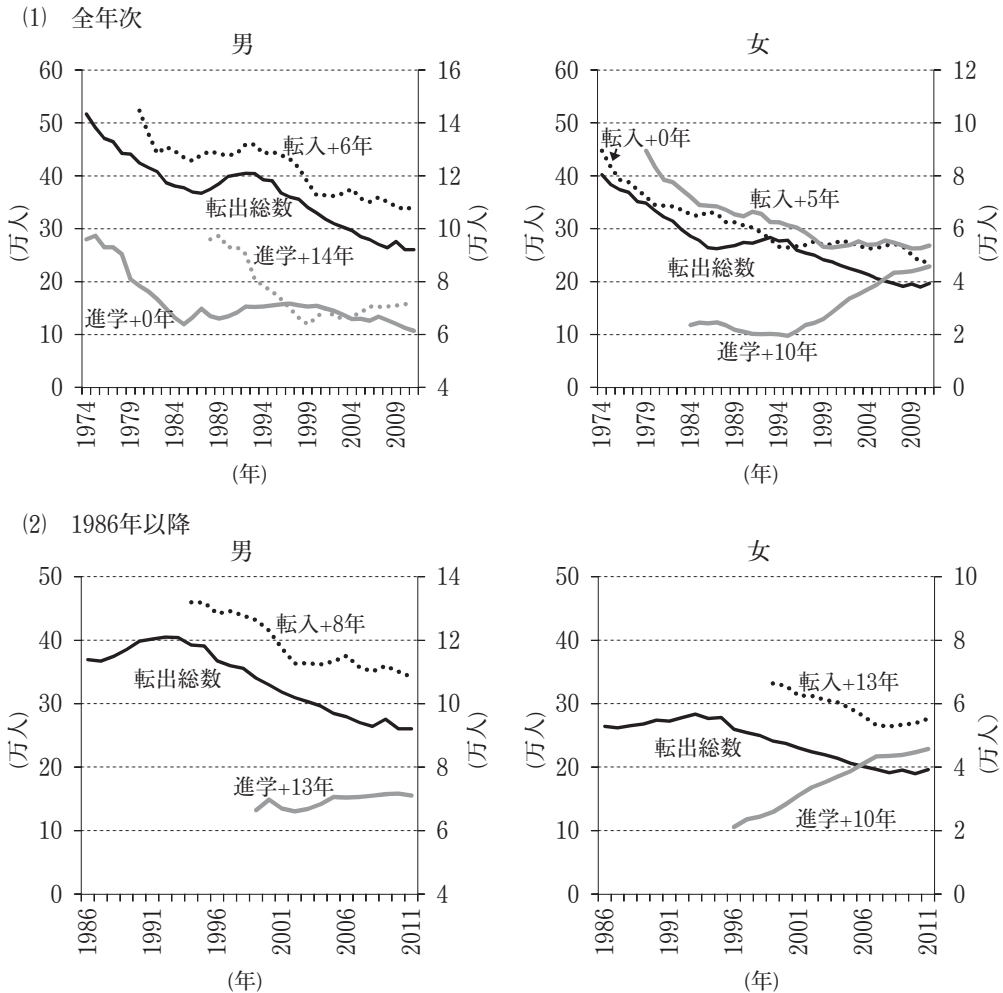 (1) 全年次
男
60
50
40
30
20
10
0
(万人)
16
14
12
10
8
6
4
(万人)
転入+6年
転出総数
進学+14年
進学+0年
1974
1979
1984
1989
1994
1999
2004
2009
(年)
女
60
50
40
30
20
10
0
(万人)
12
10
8
6
4
2
0
(万人)
転入+0年
転入+5年
転出総数
進学+10年
1974
1979
1984
1989
1994
1999
2004
2009
(年)
(2) 1986年以降
男
50
40
30
20
10
0
(万人)
14
12
10
8
6
4
(万人)
転入+8年
転出総数
進学+13年
1986
1991
1996
2001
2006
2011
(年)
女
50
40
30
20
10
0
(万人)
10
8
6
4
2
0
(万人)
転入+13年
転出総数
進学+10年
1986
1991
1996
2001
2006
2011
(年)